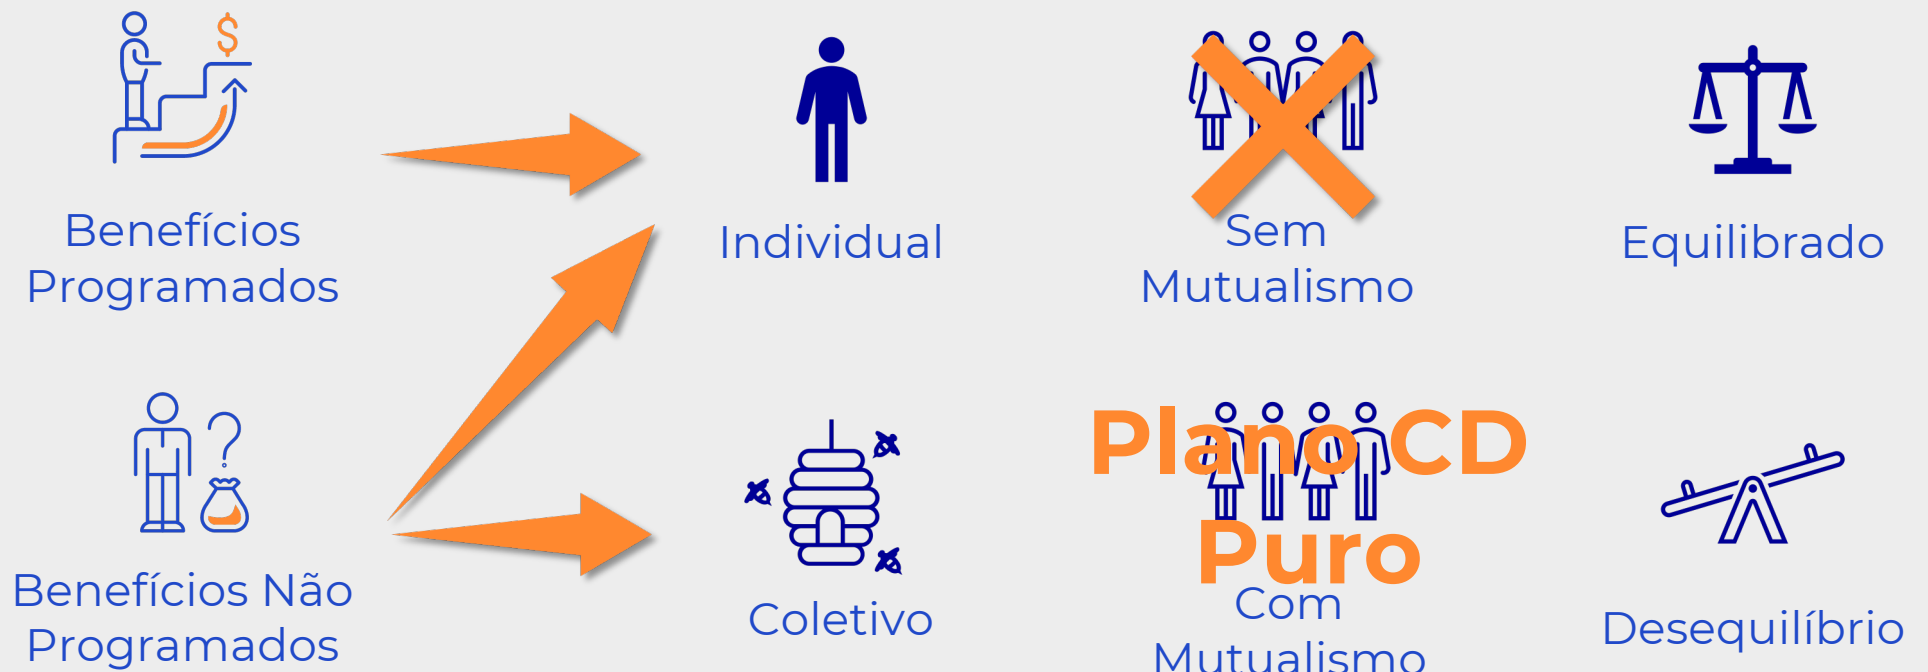 $
Benefícios
Programados
Individual
Sem
Mutualismo
Equilibrado
?
Benefícios Não
Programados
Coletivo
Plano CD
Puro
Com
Mutualismo
Desequilíbrio